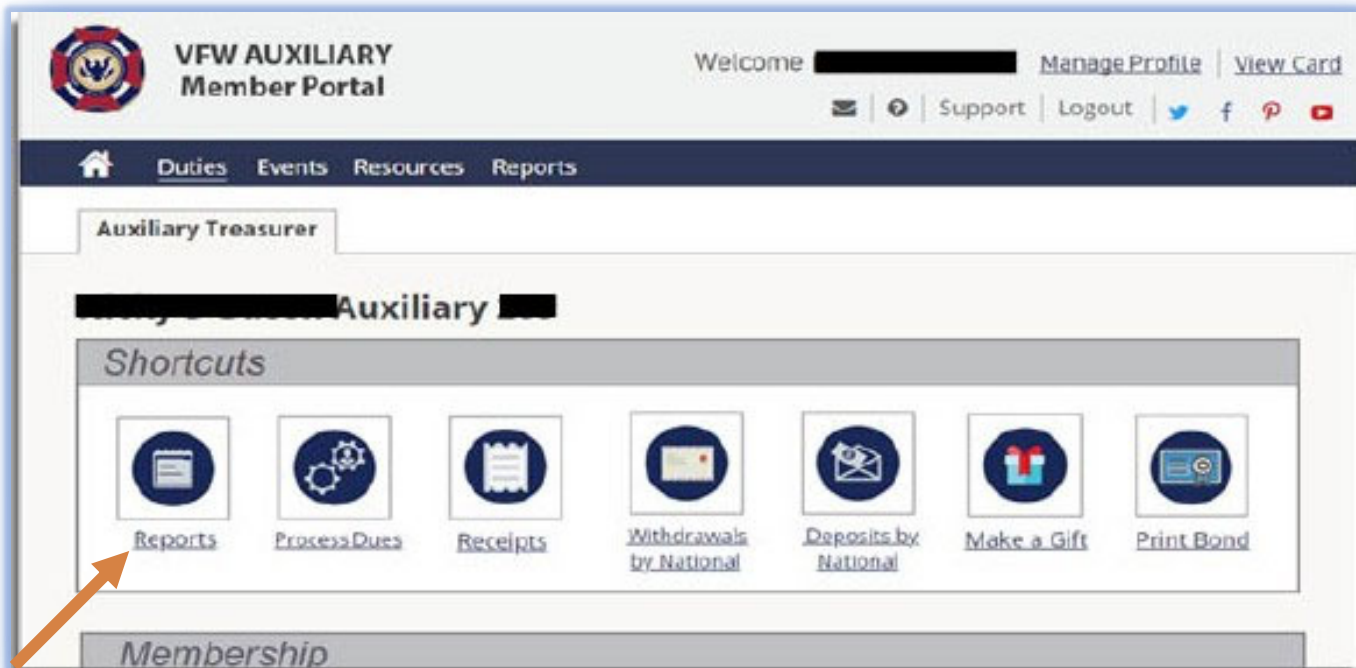 VFW AUXILIARY
Member Portal
Welcome Manage Profile | View Card
Support | Logout
Duties Events Resources Reports
Auxiliary Treasurer
Auxiliary
Shortcuts
Reports Process Dues Receipts Withdrawals by National Deposits by National Make a Gift Print Bond
Membership